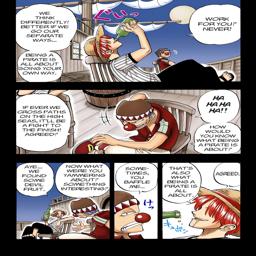 WE
THINK
DIFFERENTLY!
BETTER IF WE
GO OUR
SEPARATE
WAYS...
BEING A
PIRATE IS ALL
ABOUT GOING
YOUR OWN
WAY.
WORK
FOR YOU!
NEVER!
IF EVER WE
CROSS PATHS
ON THE HIGH
SEAS, IT'LL BE
A FIGHT TO
THE FINISH!
AGREED?
HA
HA HA
HA!!
HOW
WOULD YOU
KNOW WHAT
BEING A PIRATE
IS ABOUT?
AYE...
WE
FOUND
SOME
DEVIL
FRUIT.
NOW WHAT
WERE YOU
YAMMERING
ABOUT?
SOMETHING
INTERESTING?
SOME-
TIMES,
YOU
BAFFLE
ME...
THAT'S
ALSO
WHAT
BEING A
PIRATE
IS ALL
ABOUT.
AGREED.